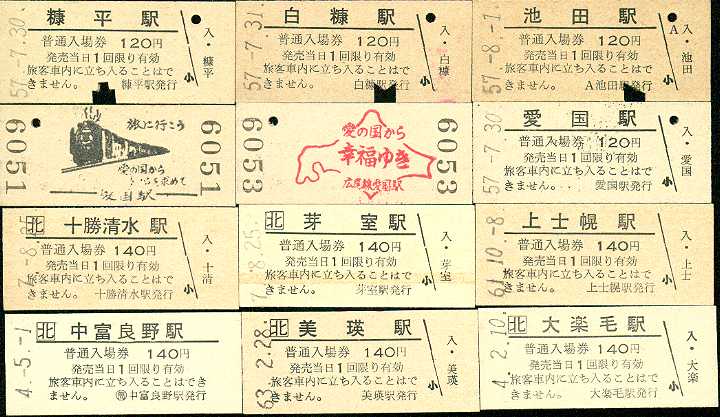 57.-7.30
糠平駅
普通入場券 120円
発売当日1回限り有効
旅客車内に立ち入ることはで
きません。 糠平駅発行
入・糠平
小
57.-7.31
白糠駅
普通入場券 120円
発売当日1回限り有効
旅客車内に立ち入ることはで
きません。 白糠駅発行
入・白糠
小
57.-8.-1
池田駅
普通入場券 120円
発売当日1回限り有効
旅客車内に立ち入ることはで
きません。 A池田駅発行
A
入・池田
小
6051
旅に行こう
愛の国から
を求めて
愛国駅
6051
6053
愛の国から
幸福ゆき
広尾線愛国駅
6053
57.-7.30
愛国駅
普通入場券 120円
発売当日1回限り有効
旅客車内に立ち入ることはで
きません。 愛国駅発行
入・愛国
小
北 十勝清水駅
普通入場券 140円
発売当日1回限り有効
旅客車内に立ち入ることはで
きません。 十勝清水駅発行
入・十清
小
北 芽室駅
普通入場券 140円
発売当日1回限り有効
旅客車内に立ち入ることはで
きません。 芽室駅発行
入・芽室
小
61.10.-8
北 上士幌駅
普通入場券 140円
発売当日1回限り有効
旅客車内に立ち入ることはで
きません。 上士幌駅発行
入・上士
小
4.-5.-1
北 中富良野駅
普通入場券 140円
発売当日1回限り有効
旅客車内に立ち入ることはでき
ません。 中富良野駅発行
小
63.2.28
北 美瑛駅
普通入場券 140円
発売当日1回限り有効
旅客車内に立ち入ることはで
きません。 美瑛駅発行
入・美瑛
小
4.-2.10
北 大楽毛駅
普通入場券 140円
発売当日1回限り有効
旅客車内に立ち入ることはで
きません。 大楽毛駅発行
入・大楽
小